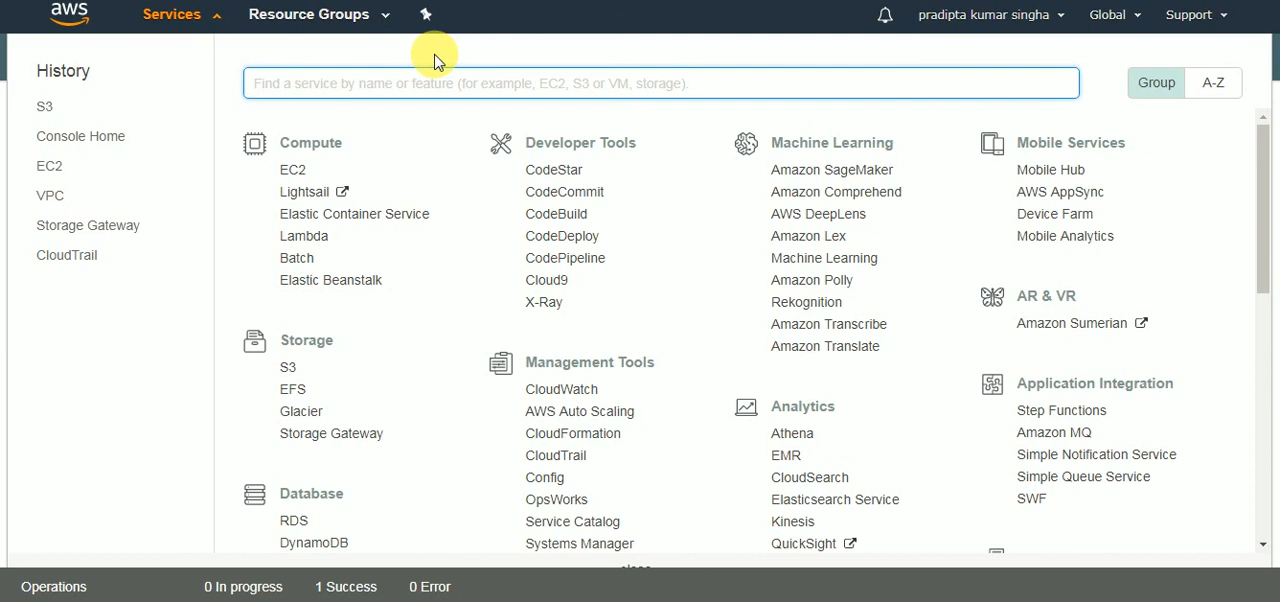 aws Services Resource Groups pradipta kumar singha Global Support
History
S3
Console Home
EC2
VPC
Storage Gateway
CloudTrail
Find a service by name or feature (for example, EC2, S3 or VM, storage).
Group A-Z
Compute
EC2
Lightsail
Elastic Container Service
Lambda
Batch
Elastic Beanstalk
Storage
S3
EFS
Glacier
Storage Gateway
Database
RDS
DynamoDB
Developer Tools
CodeStar
CodeCommit
CodeBuild
CodeDeploy
CodePipeline
Cloud9
X-Ray
Management Tools
CloudWatch
AWS Auto Scaling
CloudFormation
CloudTrail
Config
OpsWorks
Service Catalog
Systems Manager
Machine Learning
Amazon SageMaker
Amazon Comprehend
AWS DeepLens
Amazon Lex
Machine Learning
Amazon Polly
Rekognition
Amazon Transcribe
Amazon Translate
Analytics
Athena
EMR
CloudSearch
Elasticsearch Service
Kinesis
QuickSight
Mobile Services
Mobile Hub
AWS AppSync
Device Farm
Mobile Analytics
AR & VR
Amazon Sumerian
Application Integration
Step Functions
Amazon MQ
Simple Notification Service
Simple Queue Service
SWF
Operations 0 In progress 1 Success 0 Error